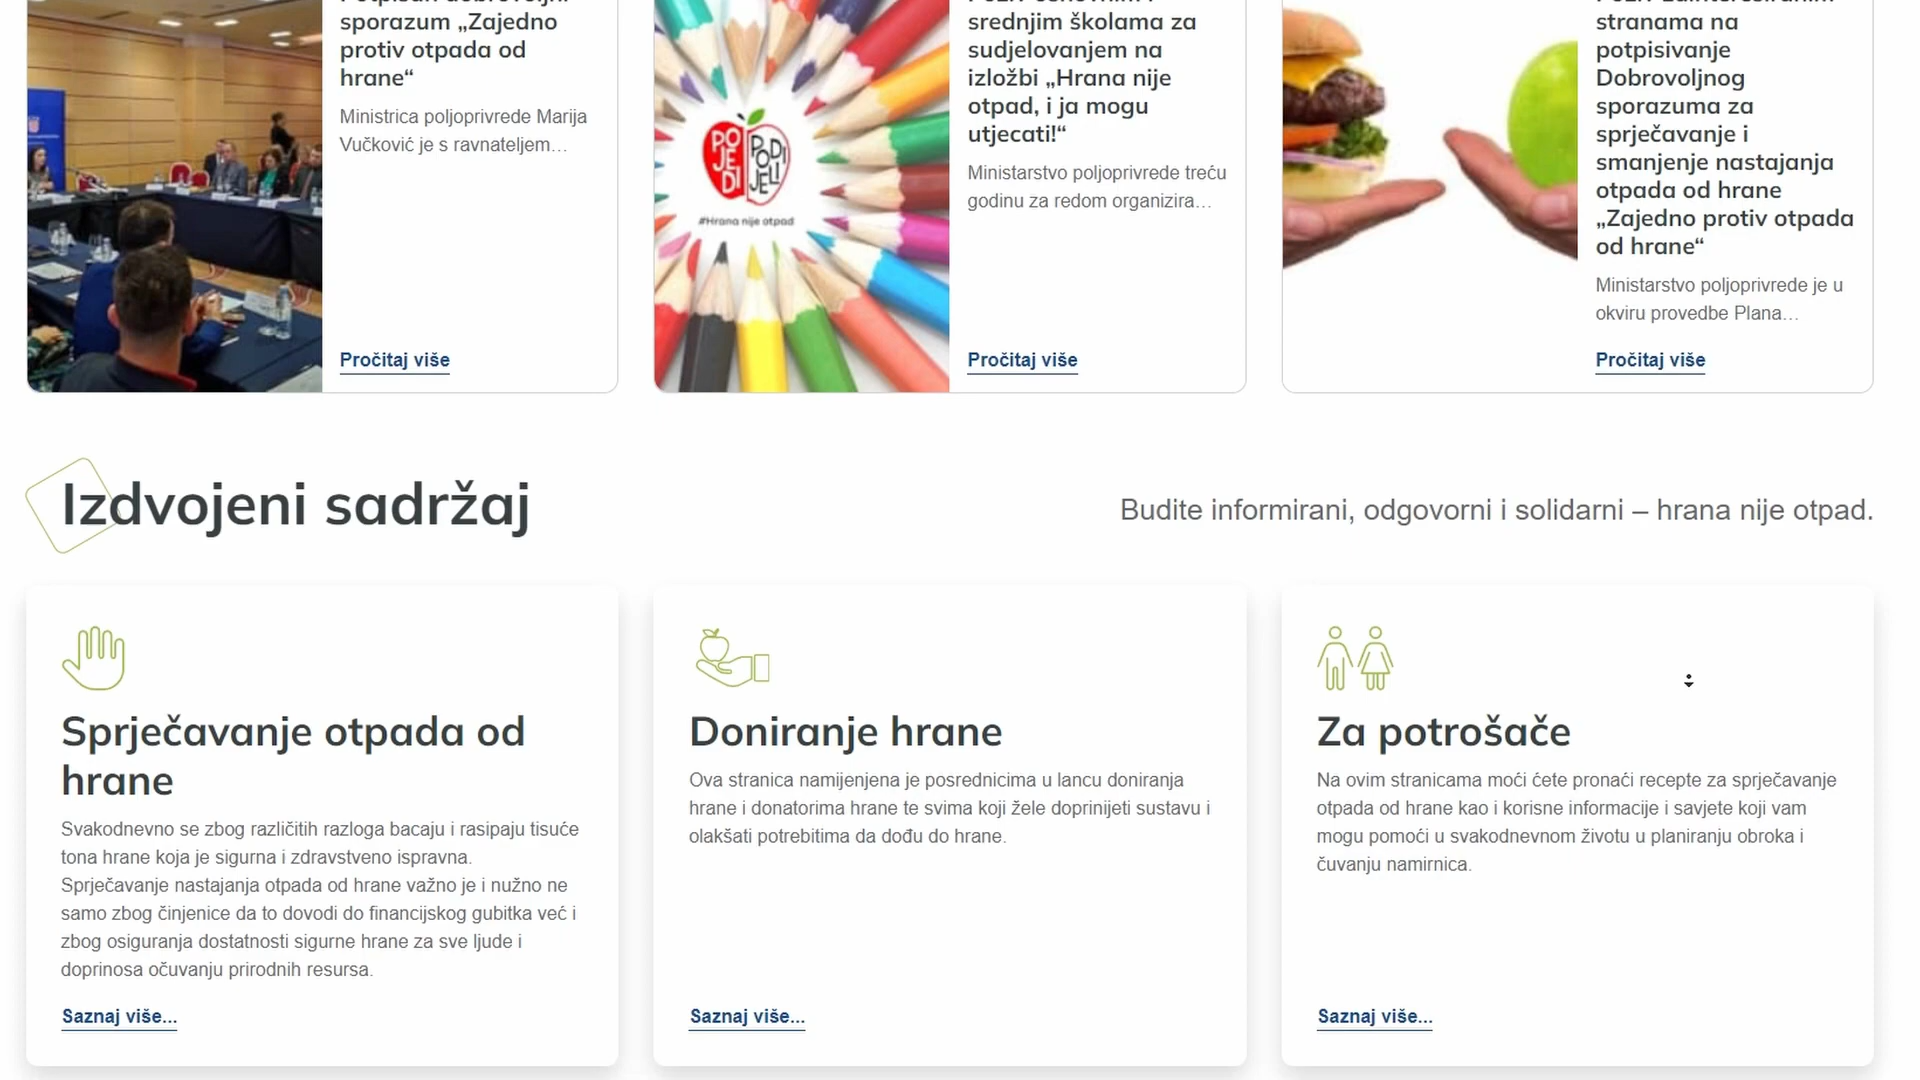 sporazum „Zajedno
protiv otpada od
hrane“
Ministrica poljoprivrede Marija
Vučković je s ravnateljem...
Pročitaj više
PO
JE
DI
PODI
JELI
#Hrana nije otpad
srednjim školama za
sudjelovanjem na
izložbi „Hrana nije
otpad, i ja mogu
utjecati!“
Ministarstvo poljoprivrede treću
godinu za redom organizira...
Pročitaj više
stranama na
potpisivanje
Dobrovoljnog
sporazuma za
sprječavanje i
smanjenje nastajanja
otpada od hrane
„Zajedno protiv otpada
od hrane“
Ministarstvo poljoprivrede je u
okviru provedbe Plana...
Pročitaj više
Izdvojeni sadržaj
Budite informirani, odgovorni i solidarni – hrana nije otpad.
Sprječavanje otpada od
hrane
Svakodnevno se zbog različitih razloga bacaju i rasipaju tisuće
tona hrane koja je sigurna i zdravstveno ispravna.
Sprječavanje nastajanja otpada od hrane važno je i nužno ne
samo zbog činjenice da to dovodi do financijskog gubitka već i
zbog osiguranja dostatnosti sigurne hrane za sve ljude i
doprinosa očuvanju prirodnih resursa.
Saznaj više...
Doniranje hrane
Ova stranica namijenjena je posrednicima u lancu doniranja
hrane i donatorima hrane te svima koji žele doprinijeti sustavu i
olakšati potrebitima da dođu do hrane.
Saznaj više...
Za potrošače
Na ovim stranicama moći ćete pronaći recepte za sprječavanje
otpada od hrane kao i korisne informacije i savjete koji vam
mogu pomoći u svakodnevnom životu u planiranju obroka i
čuvanju namirnica.
Saznaj više...